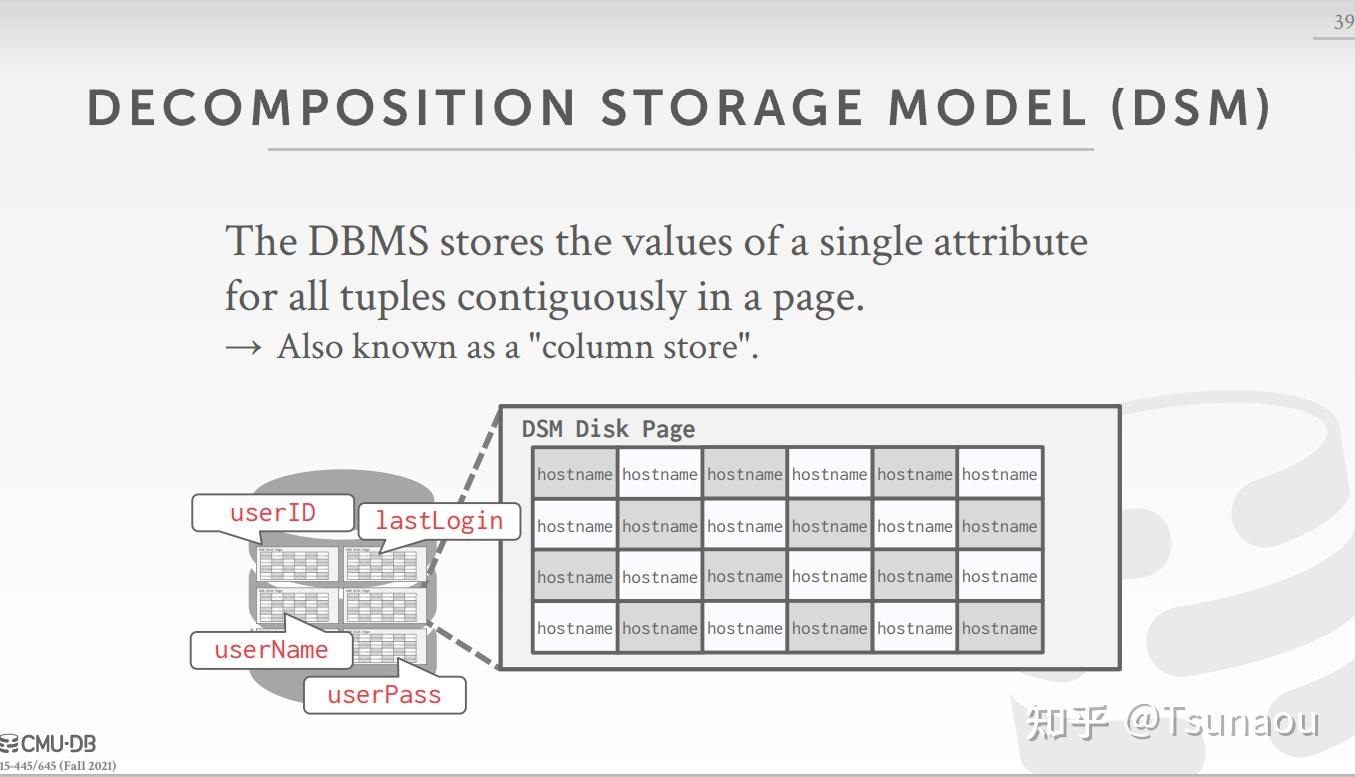 39
DECOMPOSITION STORAGE MODEL (DSM)
The DBMS stores the values of a single attribute
for all tuples contiguously in a page.
→ Also known as a "column store".
DSM Disk Page
hostname hostname hostname hostname hostname hostname
hostname hostname hostname hostname hostname hostname
hostname hostname hostname hostname hostname hostname
hostname hostname hostname hostname hostname hostname
userID
lastLogin
userName
userPass
知乎 @Tsunaou
CMU·DB
15-445/645 (Fall 2021)